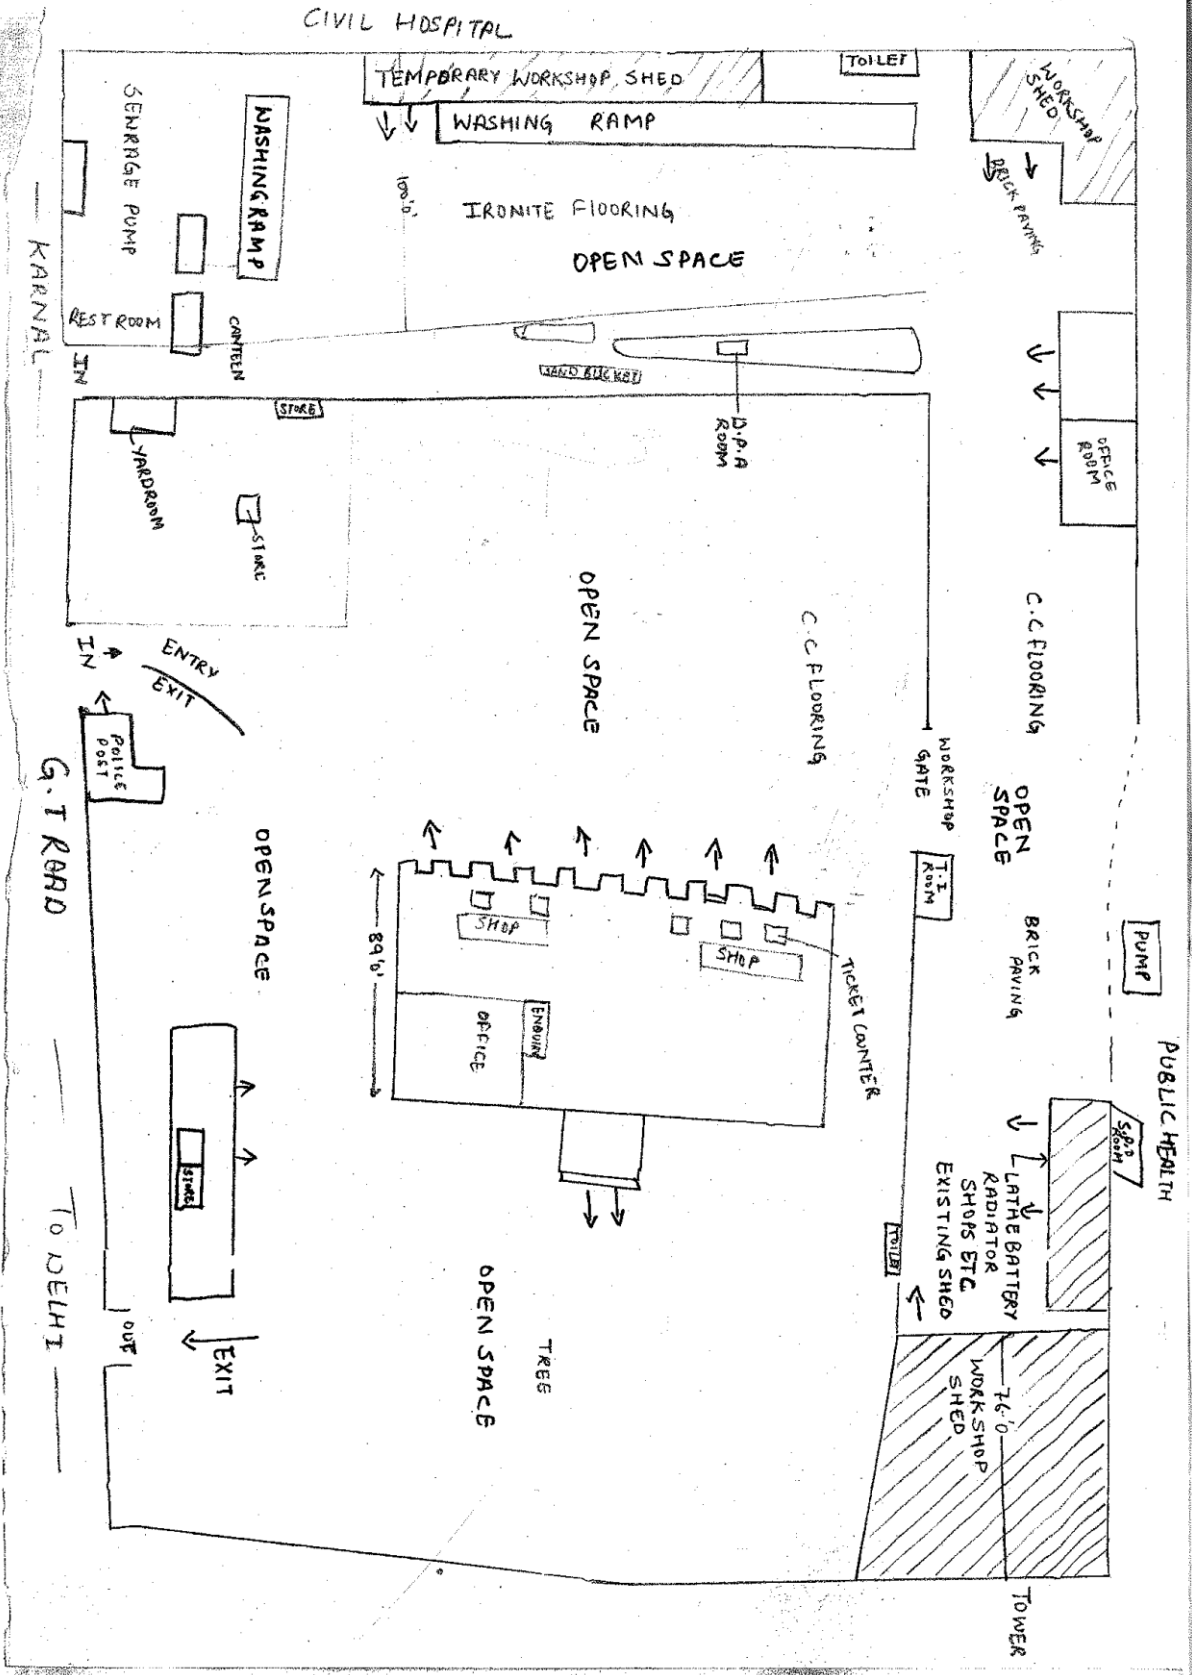 CIVIL HOSPITAL
TEMPORARY WORKSHOP SHED
TOILET
WORKSHOP
SHED
WASHING RAMP
SENRAGE PUMP
WASHING RAMP
BRICK PAVING
100'0'
IRONITE FLOORING
OPEN SPACE
KARNAL
REST ROOM
CANTEEN
IN
SAND BUCKET
D.P.A
ROOM
STORE
YARDROOM
STORE
OFFICE
ROOM
OPEN SPACE
C.C FLOORING
C.C FLOORING
IN
ENTRY
EXIT
POLICE
POST
G.T ROAD
WORKSHOP
GATE
OPEN
SPACE
T.I
ROOM
OPEN SPACE
BRICK
PAVING
PUMP
PUBLIC HEALTH
89'0'
SHOP
SHOP
TICKET COUNTER
OFFICE
ENQUIRY
ROOM
STORE
TOILET
LATHE BATTERY
RADIATOR
SHOPS ETC
EXISTING SHED
TO DELHI
OUT
EXIT
OPEN SPACE
TREE
76'0
WORKSHOP
SHED
TOWER